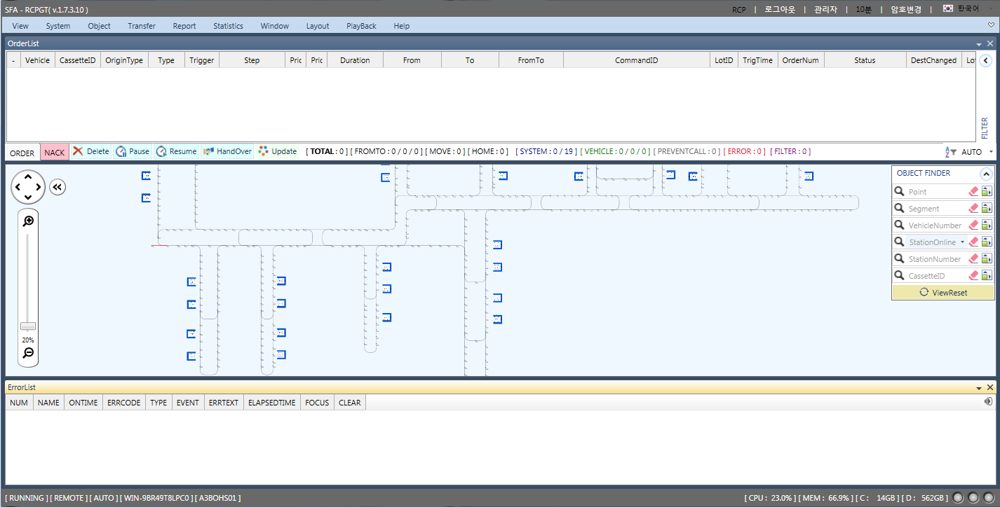 SFA - RCPGT( v.1.7.3.10 )
RCP | 로그아웃 | 관리자 | 10분 | 암호변경 | 한국어
View System Object Transfer Report Statistics Window Layout PlayBack Help
OrderList
- Vehicle CassetteID OriginType Type Trigger Step Pric Pric Duration From To FromTo CommandID LotID TrigTime OrderNum Status DestChanged Lo
FILTER
ORDER NACK Delete Pause Resume HandOver Update [ TOTAL : 0 ] [ FROMTO : 0 / 0 / 0 ] [ MOVE : 0 ] [ HOME : 0 ] [ SYSTEM : 0 / 19 ] [ VEHICLE : 0 / 0 / 0 ] [ PREVENTCALL : 0 ] [ ERROR : 0 ] [ FILTER : 0 ] AUTO
OBJECT FINDER
Point
Segment
VehicleNumber
StationOnline
StationNumber
CassetteID
ViewReset
20%
ErrorList
NUM NAME ONTIME ERRCODE TYPE EVENT ERRTEXT ELAPSEDTIME FOCUS CLEAR
[ RUNNING ] [ REMOTE ] [ AUTO ] [ WIN-9BR49T8LPC0 ] [ A3BOHS01 ]
[ CPU : 23.0% ] [ MEM : 66.9% ] [ C : 14GB ] [ D : 562GB ]